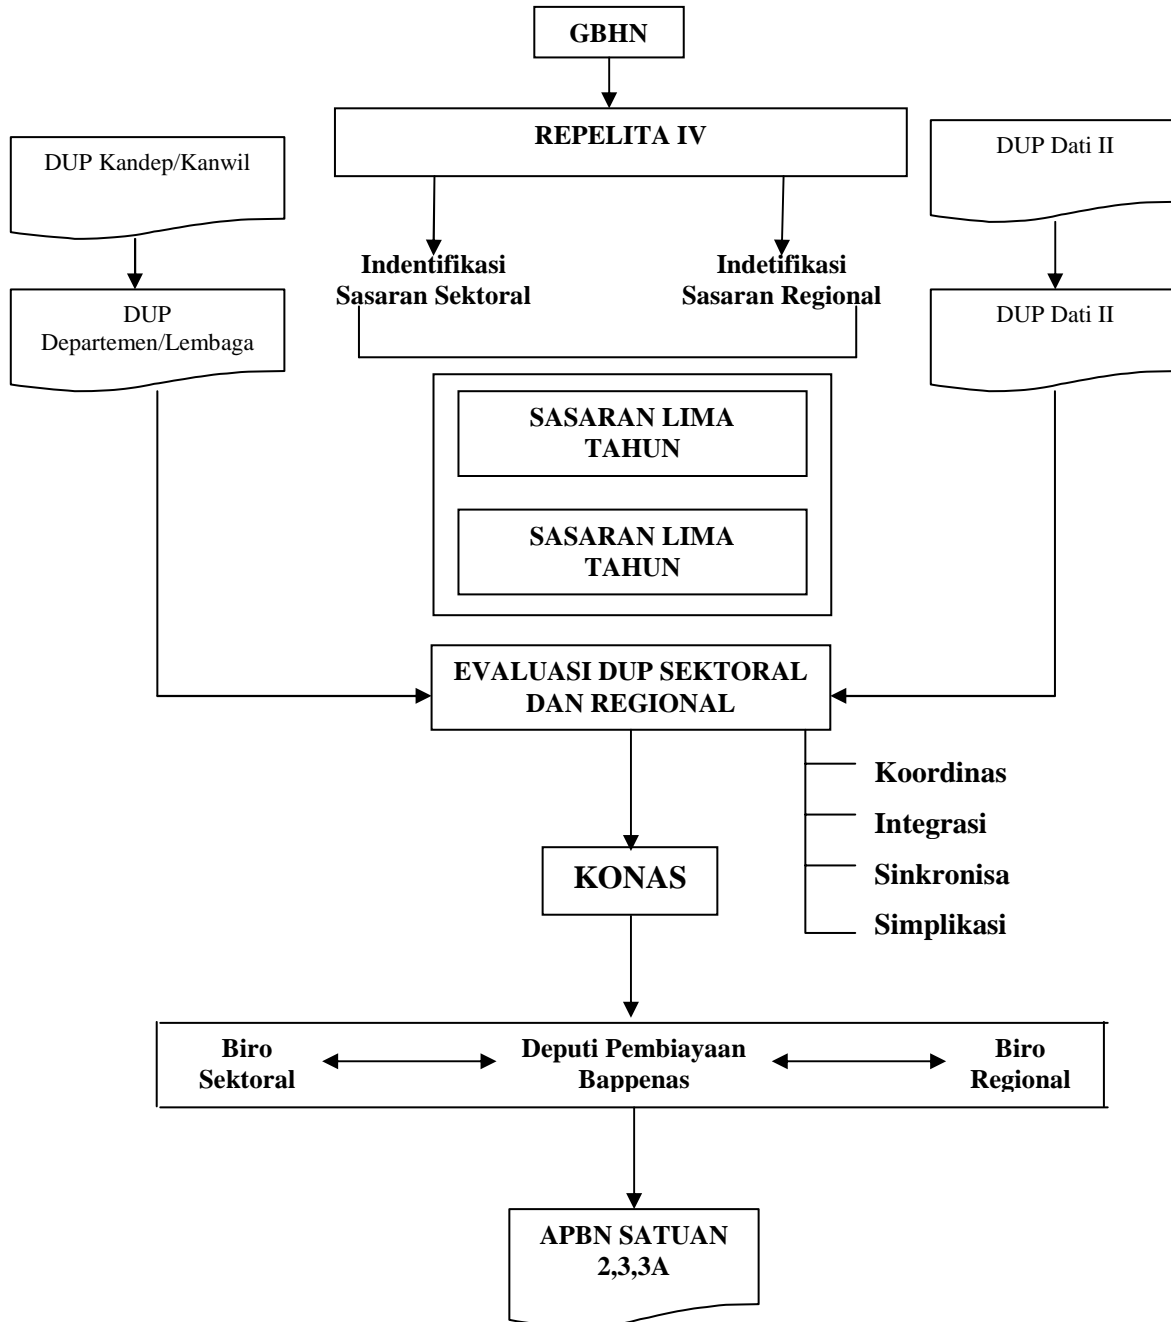 GBHN
REPELITA IV
DUP Kandep/Kanwil
DUP Dati II
Indentifikasi
Sasaran Sektoral
Indetifikasi
Sasaran Regional
DUP
Departemen/Lembaga
DUP Dati II
SASARAN LIMA
TAHUN
SASARAN LIMA
TAHUN
EVALUASI DUP SEKTORAL
DAN REGIONAL
Koordinas
Integrasi
Sinkronisa
Simplikasi
KONAS
Biro
Sektoral
Deputi Pembiayaan
Bappenas
Biro
Regional
APBN SATUAN
2,3,3A